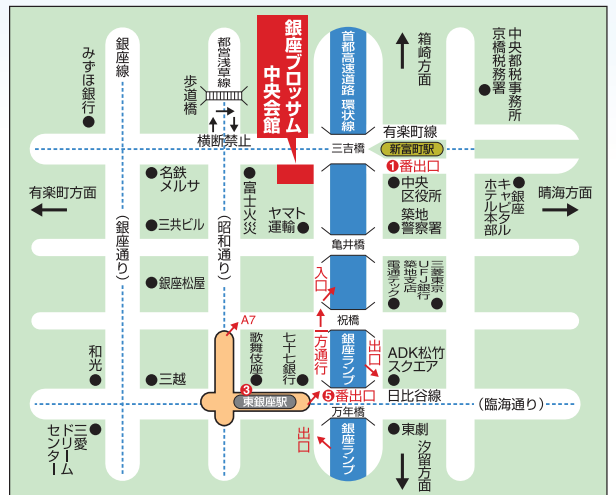 銀座線
みずほ銀行
都営浅草線
歩道橋
横断禁止
銀座ブロッサム
中央会館
首都高速道路 環状線
箱崎方面
中央都税事務所
京橋税務署
有楽町線
三吉橋
新富町駅
❶番出口
名鉄
メルサ
富士火災
ヤマト
運輸
中央
区役所
築地
警察署
銀座
キャピタル
ホテル本部
有楽町方面
晴海方面
三共ビル
(銀座通り)
(昭和通り)
亀井橋
銀座松屋
入口
三菱東京
UFJ銀行
築地支店
電通テック
A7
祝橋
一方通行
和光
三越
歌舞伎座
七十七銀行
銀座ランプ
出口
ADK松竹
スクエア
❸
東銀座駅
❺番出口
日比谷線
(臨海通り)
万年橋
三愛
ドリーム
センター
出口
銀座ランプ
東劇
汐留方面